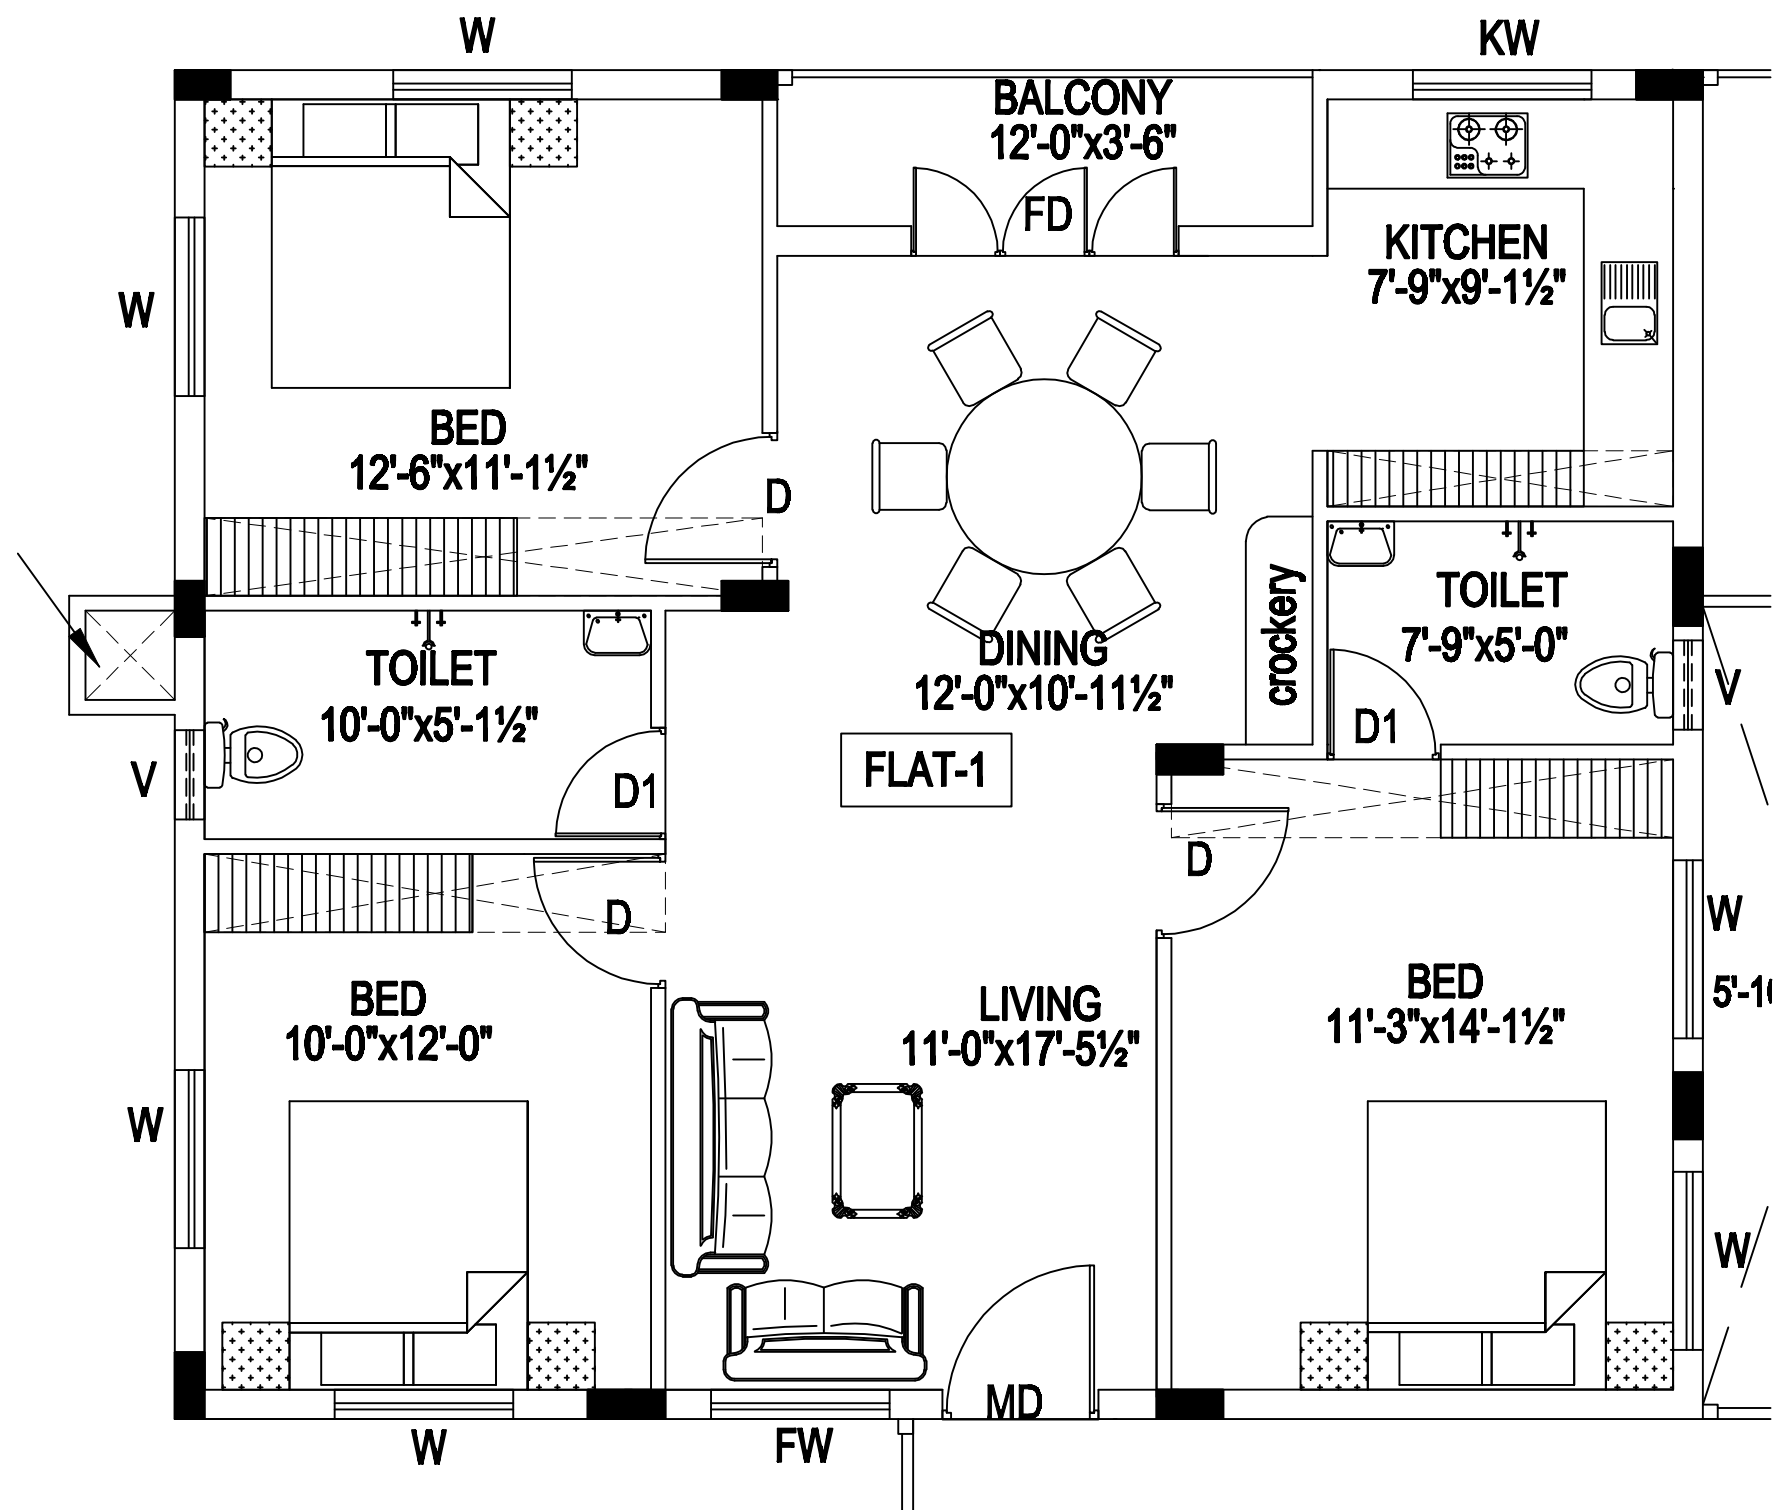 W
KW
BALCONY
12'-0"x3'-6"
FD
KITCHEN
7'-9"x9'-1½"
W
BED
12'-6"x11'-1½"
D
crockery
TOILET
7'-9"x5'-0"
DINING
12'-0"x10'-11½"
TOILET
10'-0"x5'-1½"
V
D1
V
D1
FLAT-1
D
D
W
BED
10'-0"x12'-0"
LIVING
11'-0"x17'-5½"
BED
11'-3"x14'-1½"
5'-10
W
W
MD
W
FW